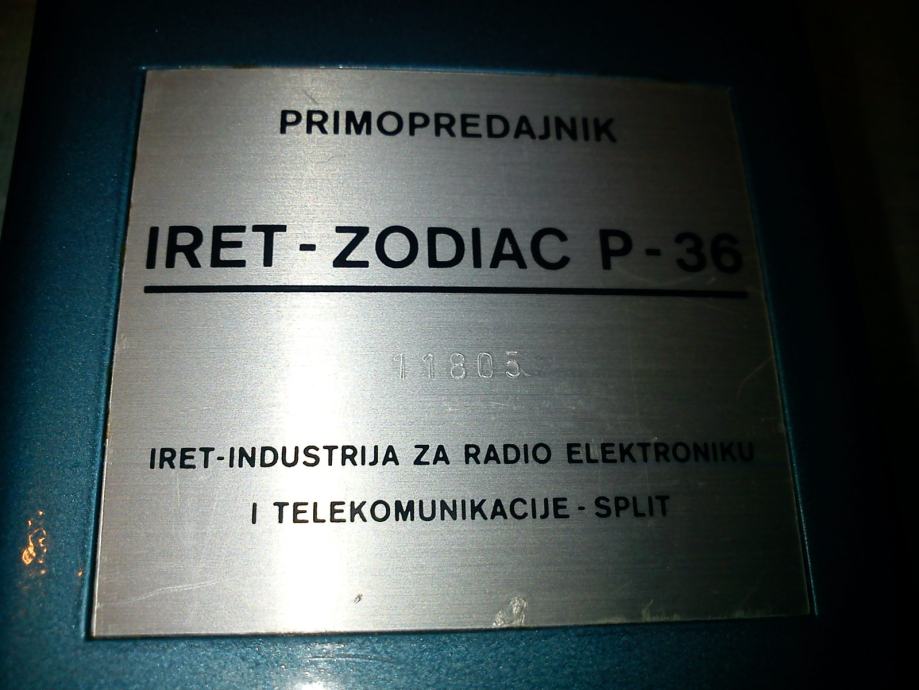 PRIMOPREDAJNIK
IRET - ZODIAC P - 36
11805
IRET-INDUSTRIJA ZA RADIO ELEKTRONIKU
I TELEKOMUNIKACIJE - SPLIT